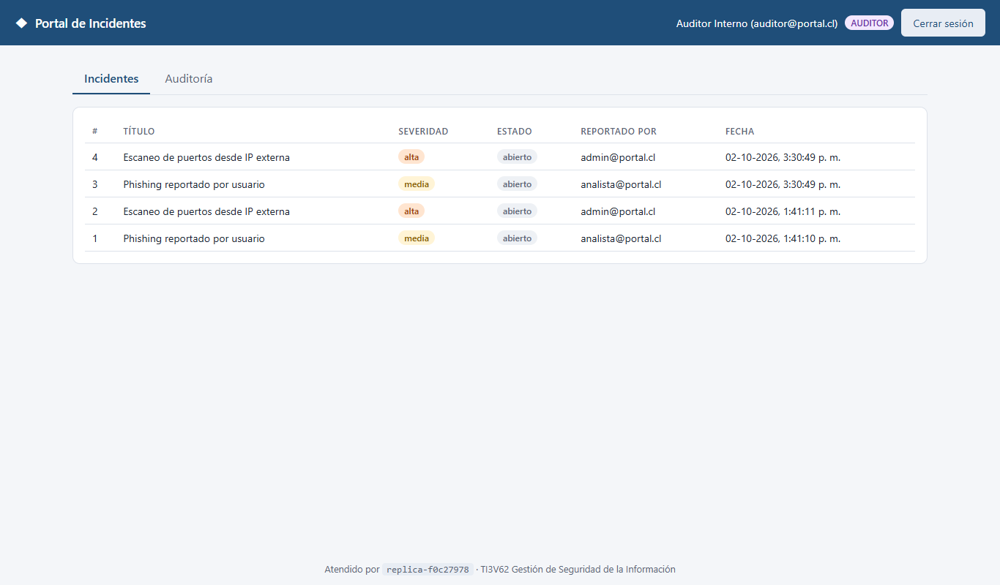 Portal de Incidentes
Auditor Interno (auditor@portal.cl) AUDITOR Cerrar sesión
Incidentes Auditoría
# TÍTULO SEVERIDAD ESTADO REPORTADO POR FECHA
4 Escaneo de puertos desde IP externa alta abierto admin@portal.cl 02-10-2026, 3:30:49 p. m.
3 Phishing reportado por usuario media abierto analista@portal.cl 02-10-2026, 3:30:49 p. m.
2 Escaneo de puertos desde IP externa alta abierto admin@portal.cl 02-10-2026, 1:41:11 p. m.
1 Phishing reportado por usuario media abierto analista@portal.cl 02-10-2026, 1:41:10 p. m.
Atendido por replica-f0c27978 · TI3V62 Gestión de Seguridad de la Información